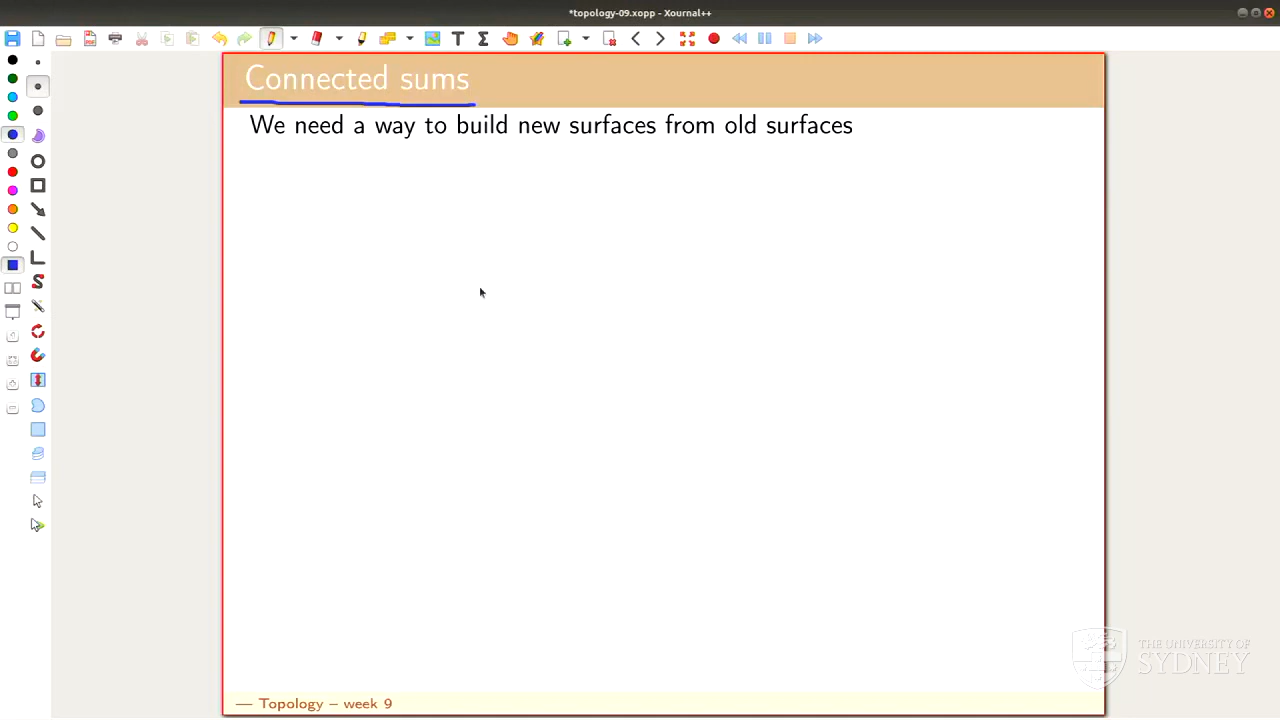 *topology-09.xopp - Xournal++
Connected sums
We need a way to build new surfaces from old surfaces
THE UNIVERSITY OF
SYDNEY
— Topology – week 9